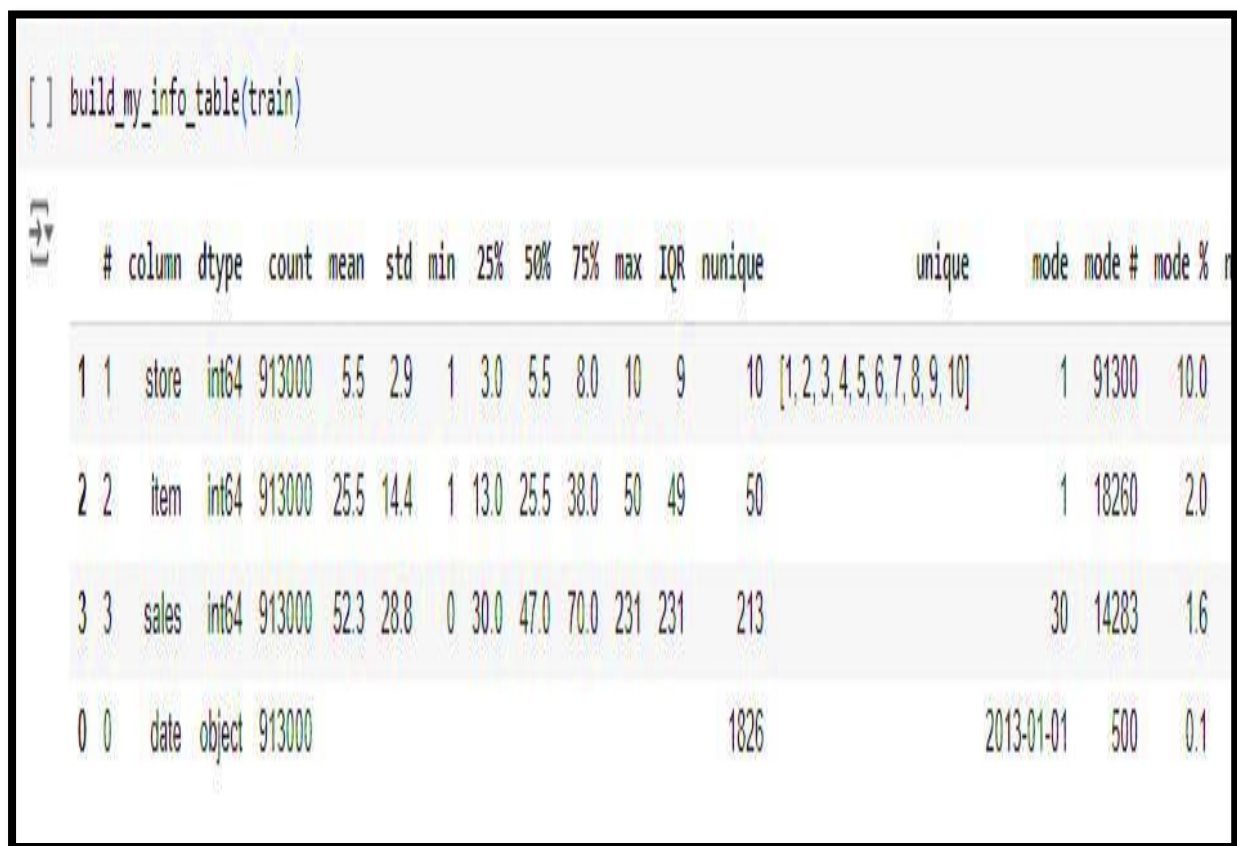 [ ] build_my_info_table(train)
# column dtype count mean std min 25% 50% 75% max IQR nunique unique mode mode # mode % n
1 1 store int64 913000 5.5 2.9 1 3.0 5.5 8.0 10 9 10 [1, 2, 3, 4, 5, 6, 7, 8, 9, 10] 1 91300 10.0
2 2 item int64 913000 25.5 14.4 1 13.0 25.5 38.0 50 49 50 1 18260 2.0
3 3 sales int64 913000 52.3 28.8 0 30.0 47.0 70.0 231 231 213 30 14283 1.6
0 0 date object 913000 1826 2013-01-01 500 0.1